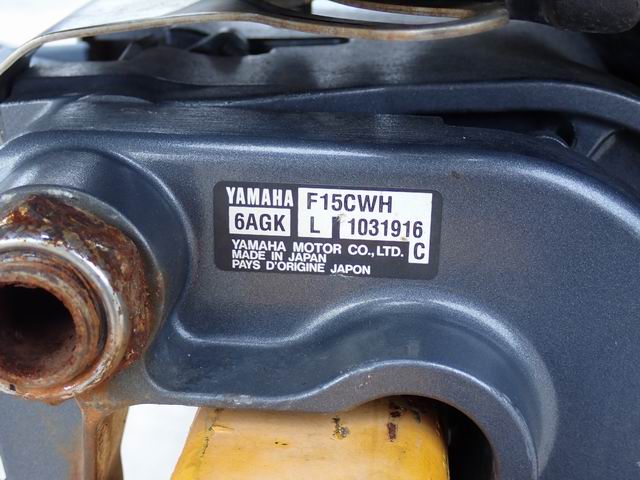 YAMAHA F15CWH
6AGK L 1031916
YAMAHA MOTOR CO., LTD. C
MADE IN JAPAN
PAYS D'ORIGINE JAPON